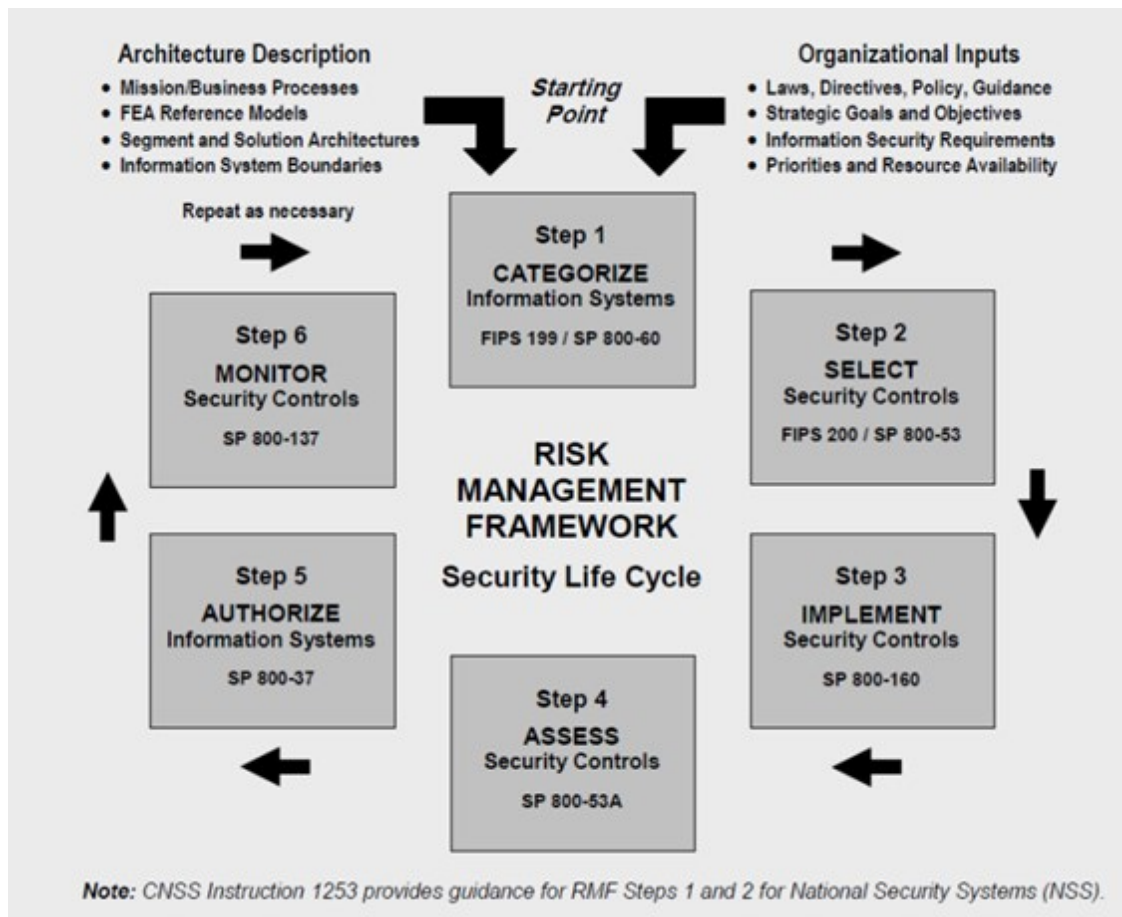 Architecture Description
• Mission/Business Processes
• FEA Reference Models
• Segment and Solution Architectures
• Information System Boundaries
Starting
Point
Organizational Inputs
• Laws, Directives, Policy, Guidance
• Strategic Goals and Objectives
• Information Security Requirements
• Priorities and Resource Availability
Repeat as necessary
Step 1
CATEGORIZE
Information Systems
FIPS 199 / SP 800-60
Step 2
SELECT
Security Controls
FIPS 200 / SP 800-53
Step 3
IMPLEMENT
Security Controls
SP 800-160
Step 4
ASSESS
Security Controls
SP 800-53A
Step 5
AUTHORIZE
Information Systems
SP 800-37
Step 6
MONITOR
Security Controls
SP 800-137
RISK
MANAGEMENT
FRAMEWORK
Security Life Cycle
Note: CNSS Instruction 1253 provides guidance for RMF Steps 1 and 2 for National Security Systems (NSS).